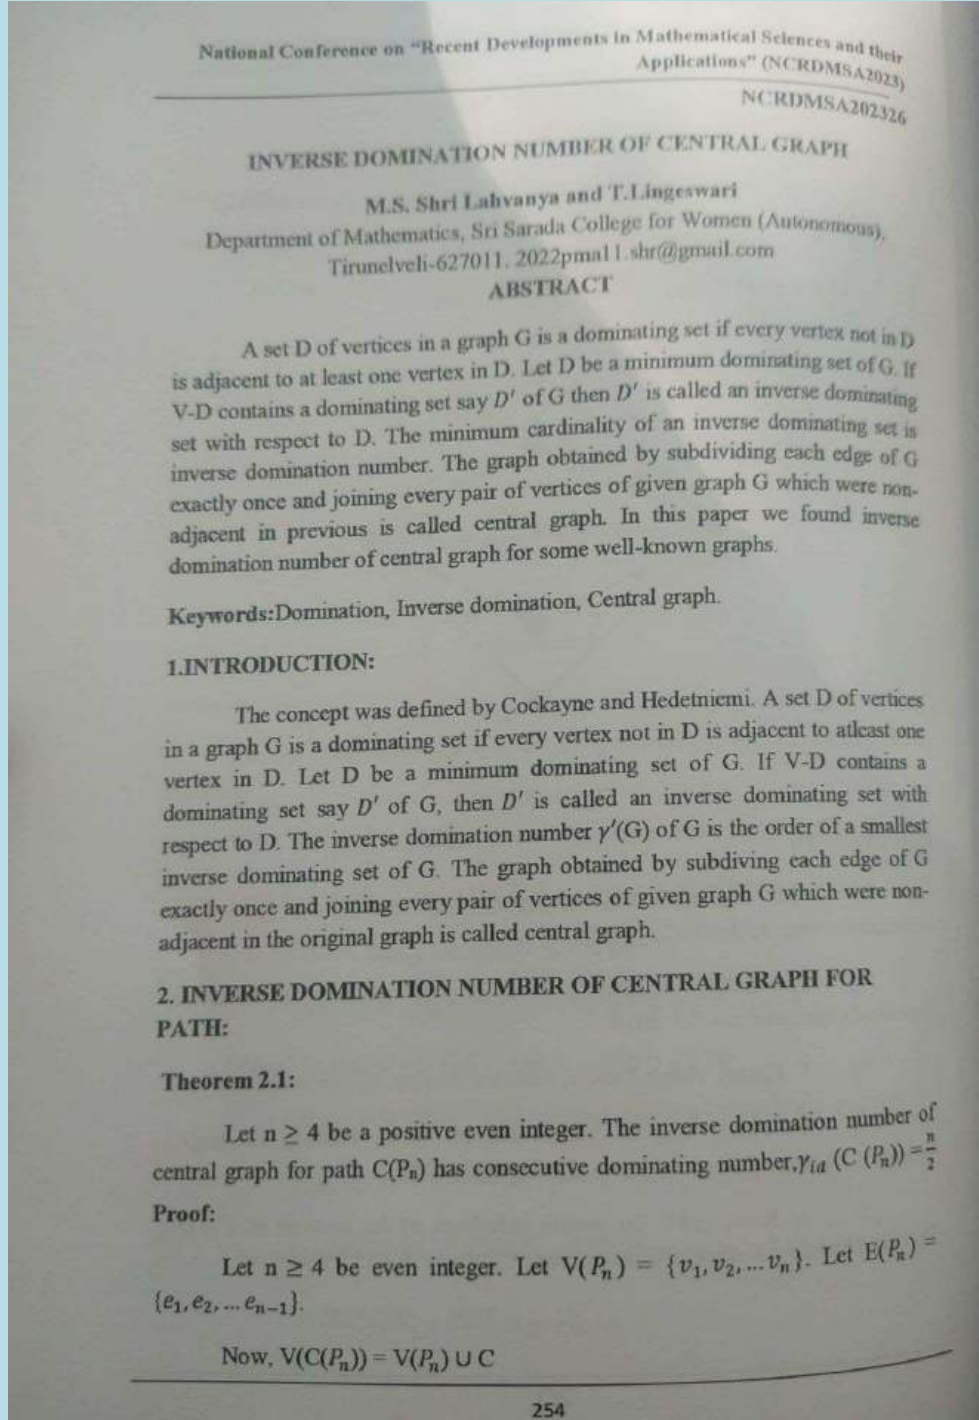 National Conference on "Recent Developments in Mathematical Sciences and their
Applications" (NCRDMSA2023)
NCRDMSA202326
INVERSE DOMINATION NUMBER OF CENTRAL GRAPH
M.S. Shri Lahvanya and T.Lingeswari
Department of Mathematics, Sri Sarada College for Women (Autonomous),
Tirunelveli-627011. 2022pma11.shr@gmail.com
ABSTRACT
A set D of vertices in a graph G is a dominating set if every vertex not in D
is adjacent to at least one vertex in D. Let D be a minimum dominating set of G. If
V-D contains a dominating set say D′ of G then D′ is called an inverse dominating
set with respect to D. The minimum cardinality of an inverse dominating set is
inverse domination number. The graph obtained by subdividing each edge of G
exactly once and joining every pair of vertices of given graph G which were non-
adjacent in previous is called central graph. In this paper we found inverse
domination number of central graph for some well-known graphs.
Keywords:Domination, Inverse domination, Central graph.
1.INTRODUCTION:
The concept was defined by Cockayne and Hedetniemi. A set D of vertices
in a graph G is a dominating set if every vertex not in D is adjacent to atleast one
vertex in D. Let D be a minimum dominating set of G. If V-D contains a
dominating set say D′ of G, then D′ is called an inverse dominating set with
respect to D. The inverse domination number γ′(G) of G is the order of a smallest
inverse dominating set of G. The graph obtained by subdiving each edge of G
exactly once and joining every pair of vertices of given graph G which were non-
adjacent in the original graph is called central graph.
2. INVERSE DOMINATION NUMBER OF CENTRAL GRAPH FOR
PATH:
Theorem 2.1:
Let n ≥ 4 be a positive even integer. The inverse domination number of
central graph for path C(Pₙ) has consecutive dominating number,γ_id (C (Pₙ)) = n/2
Proof:
Let n ≥ 4 be even integer. Let V(Pₙ) = {v₁, v₂, ... vₙ}. Let E(Pₙ) =
{e₁, e₂, ... eₙ₋₁}.
Now, V(C(Pₙ)) = V(Pₙ) ∪ C
254